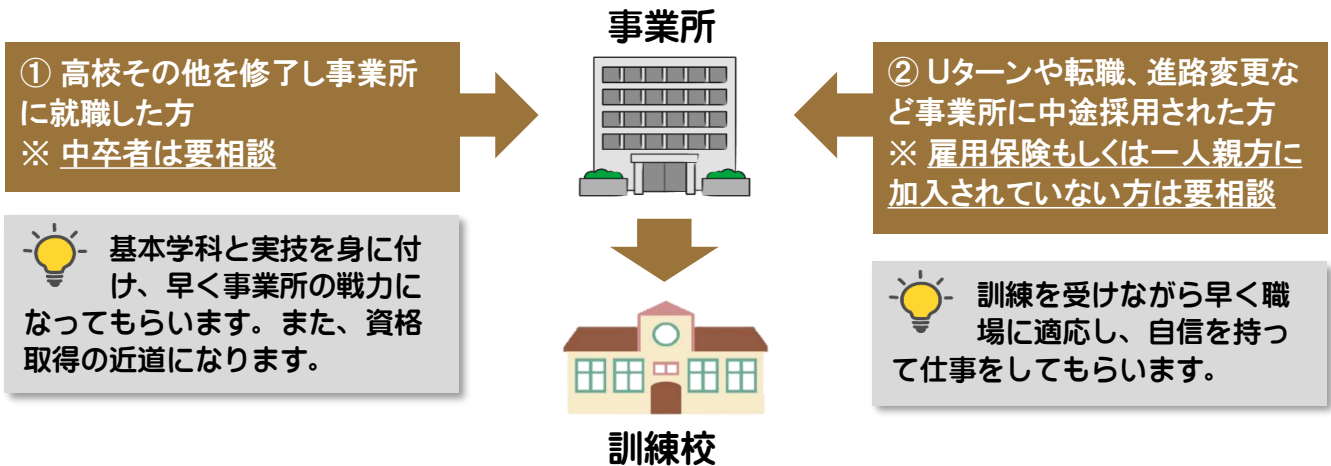 事業所
① 高校その他を修了し事業所
に就職した方
※ 中卒者は要相談
② Uターンや転職、進路変更な
ど事業所に中途採用された方
※ 雇用保険もしくは一人親方に
加入されていない方は要相談
基本学科と実技を身に付
け、早く事業所の戦力に
なってもらいます。また、資格
取得の近道になります。
訓練を受けながら早く職
場に適応し、自信を持っ
て仕事をしてもらいます。
訓練校